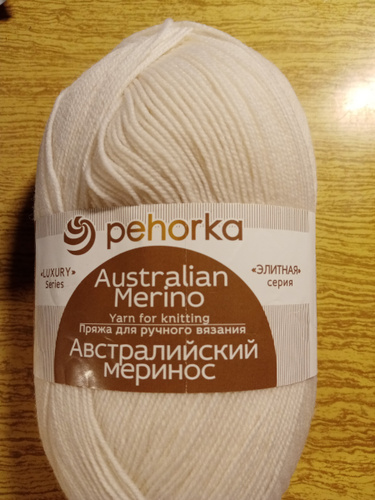 pehorka
«LUXURY»
Series
«ЭЛИТНАЯ»
серия
Australian
Merino
Yarn for knitting
Пряжа для ручного вязания
Австралийский
меринос